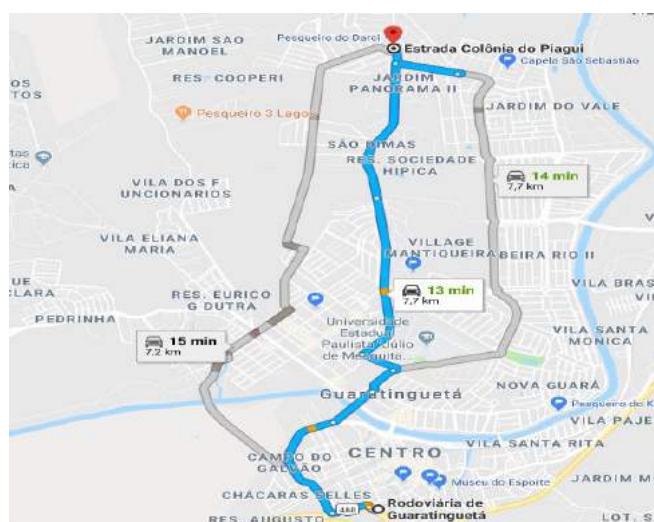 JARDIM SÃO
MANOEL
Pesqueiro do Darci
Estrada Colônia do Piagui
Capela São Sebastião
RES. COOPERI
JARDIM
PANORAMA II
JARDIM DO VALE
Pesqueiro 3 Lagos
SÃO DIMAS
RES. SOCIEDADE
HIPICA
14 min
7,7 km
VILA DOS F
UNCIONARIOS
VILA ELIANA
MARIA
VILLAGE
MANTIQUEIRA
BEIRA RIO II
VILA BRAS
CLARA
PEDRINHA
RES. EURICO
G DUTRA
13 min
7,7 km
15 min
7,2 km
Universidade
Estadual
Paulista Júlio
de Mesquita...
VILA SANTA
MONICA
Guaratinguetá
NOVA GUARÁ
Pesqueiro do K
VILA PAJE
VILA SANTA RITA
CAMPO DO
GALVÃO
CENTRO
Museu do Esporte
JARDIM M
CHÁCARAS SELLES
488
Rodoviária de
Guaratinguetá
RES. AUGUSTO
LOT. S